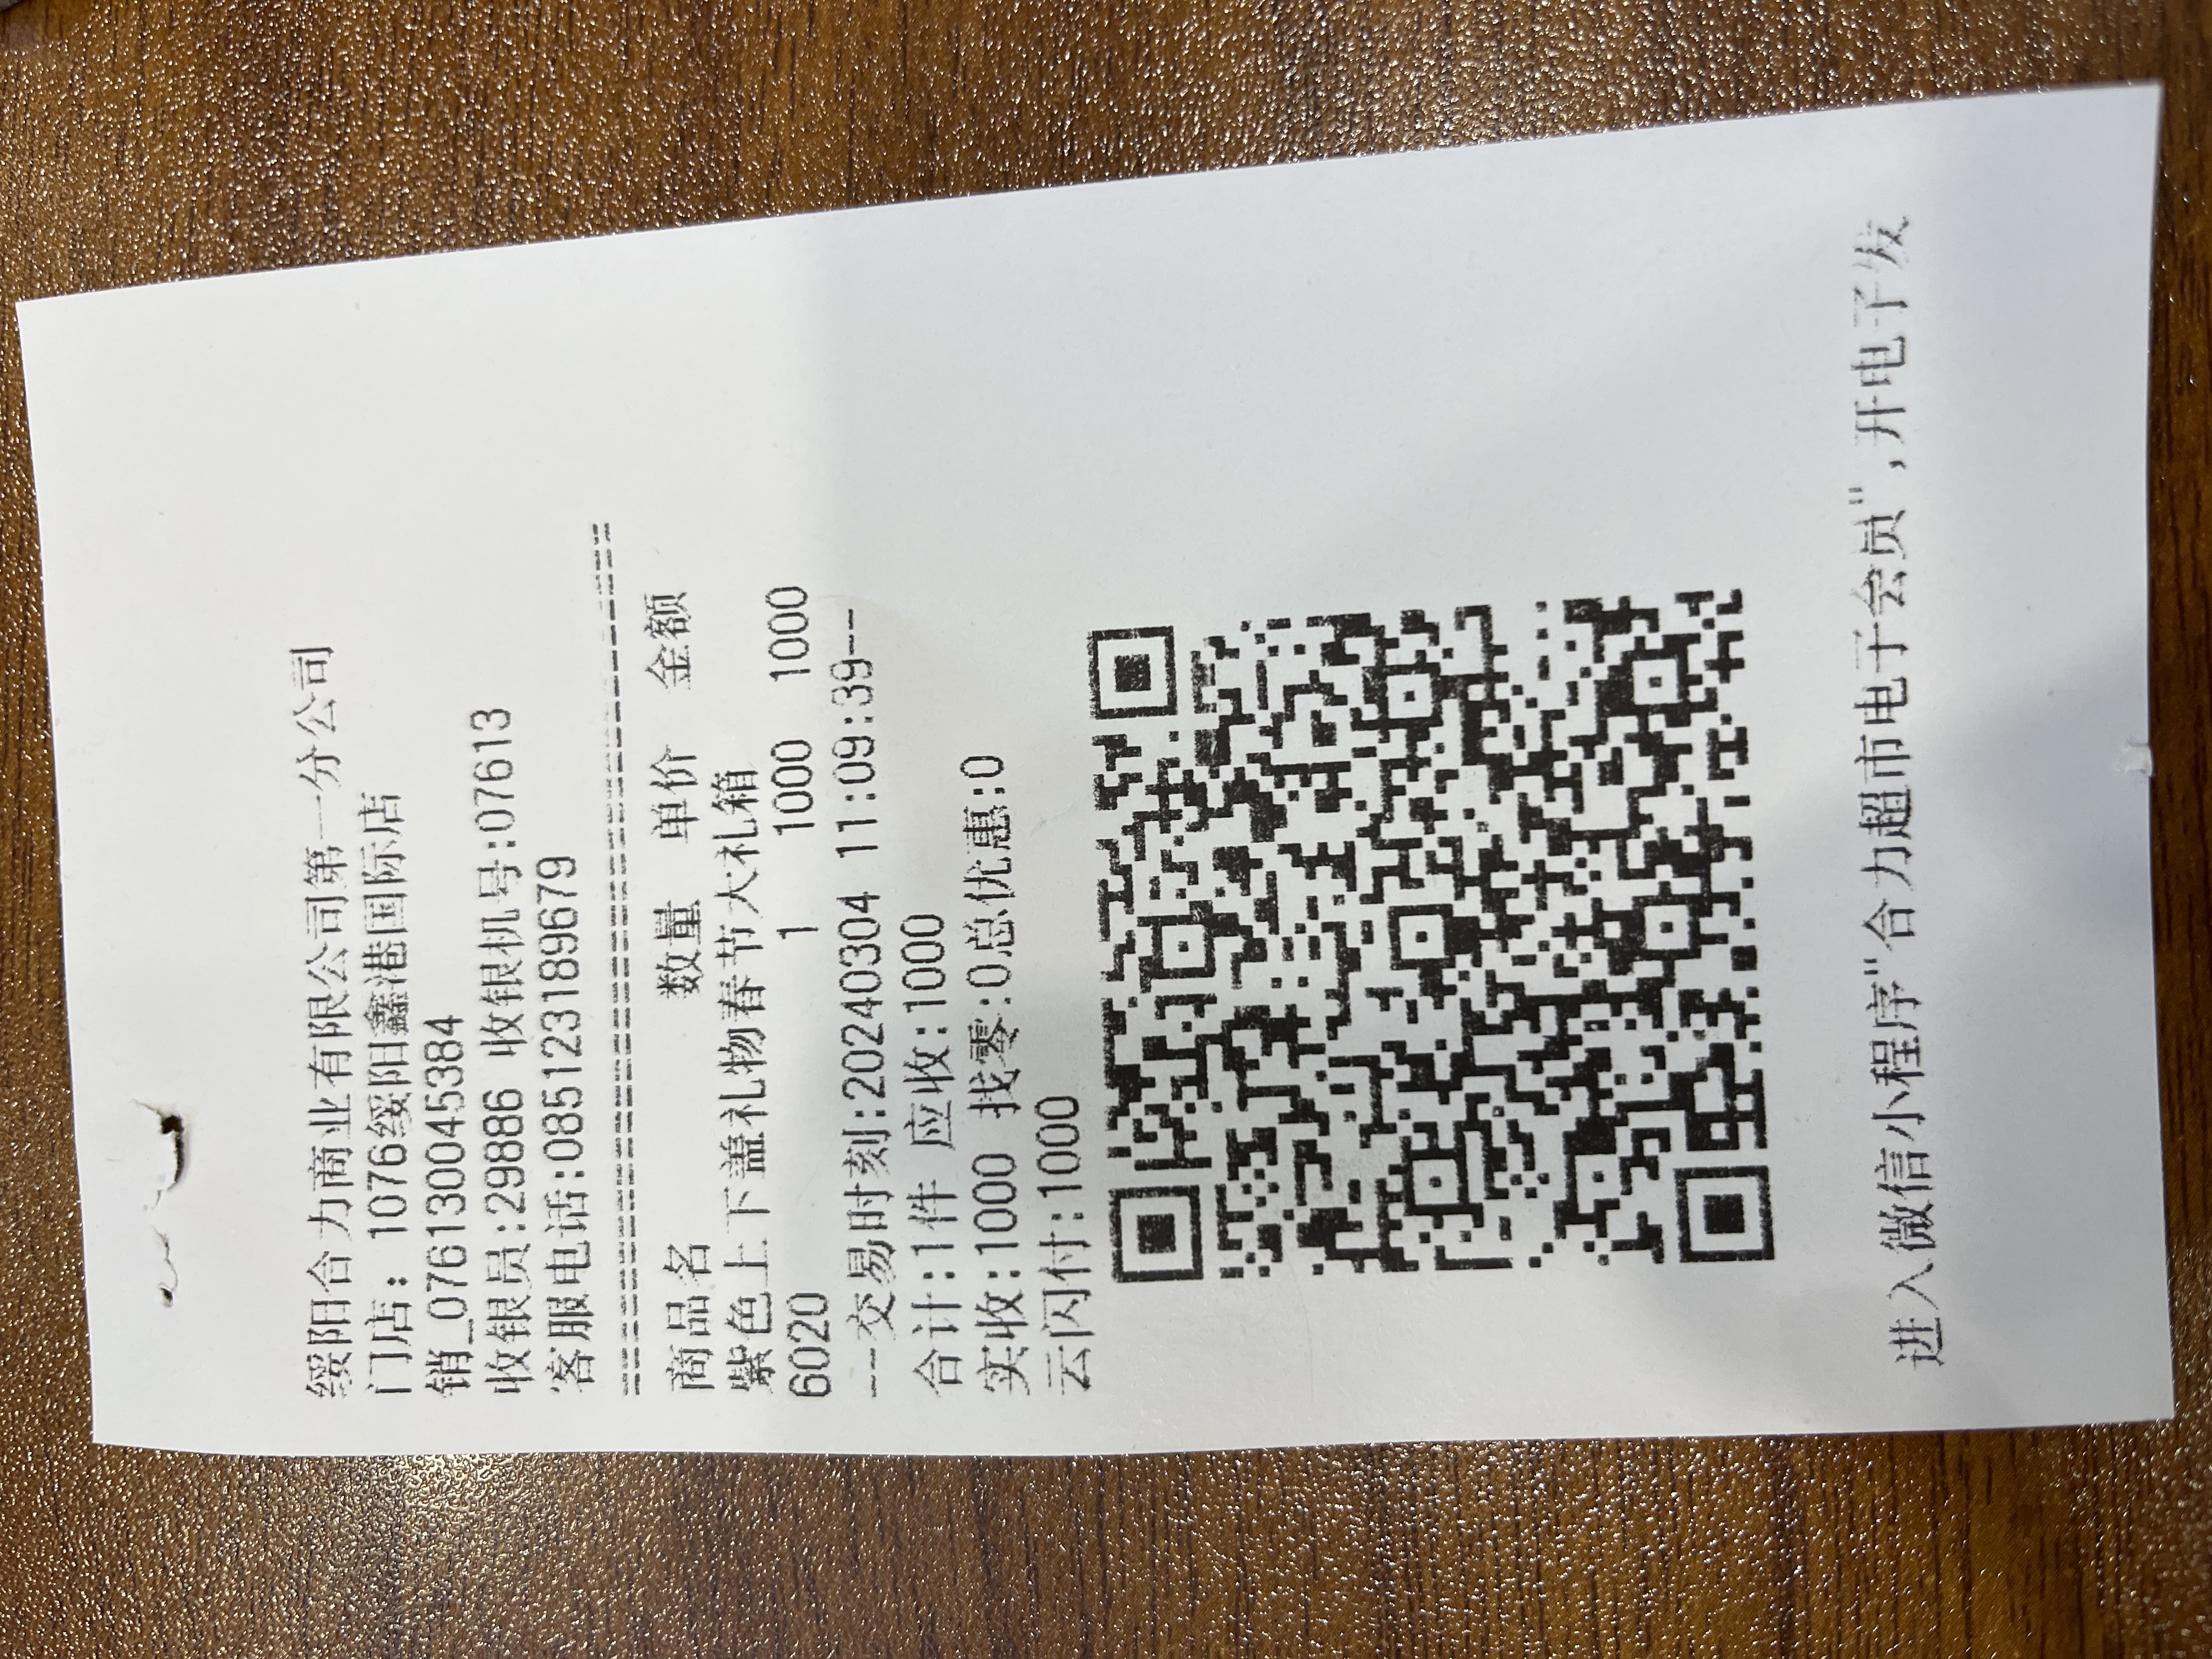 绥阳合力商业有限公司第一分公司
门店：1076绥阳鑫港国际店
销_076130045384
收银员:29886 收银机号:07613
客服电话:085123189679
商品名 数量 单价 金额
紫色上下盖礼物春节大礼箱
6020 1 1000 1000
--交易时刻:20240304 11:09:39--
合计:1件 应收:1000
实收:1000 找零:0总优惠:0
云闪付:1000
进入微信小程序"合力超市电子会员",开电子发